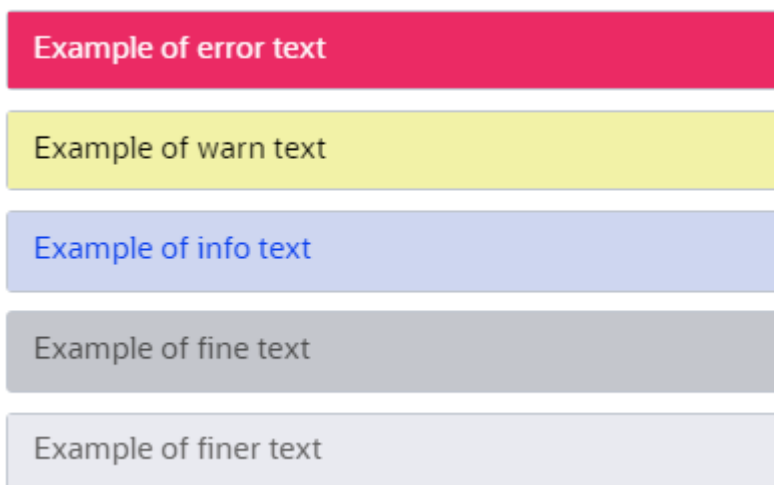 Example of error text
Example of warn text
Example of info text
Example of fine text
Example of finer text